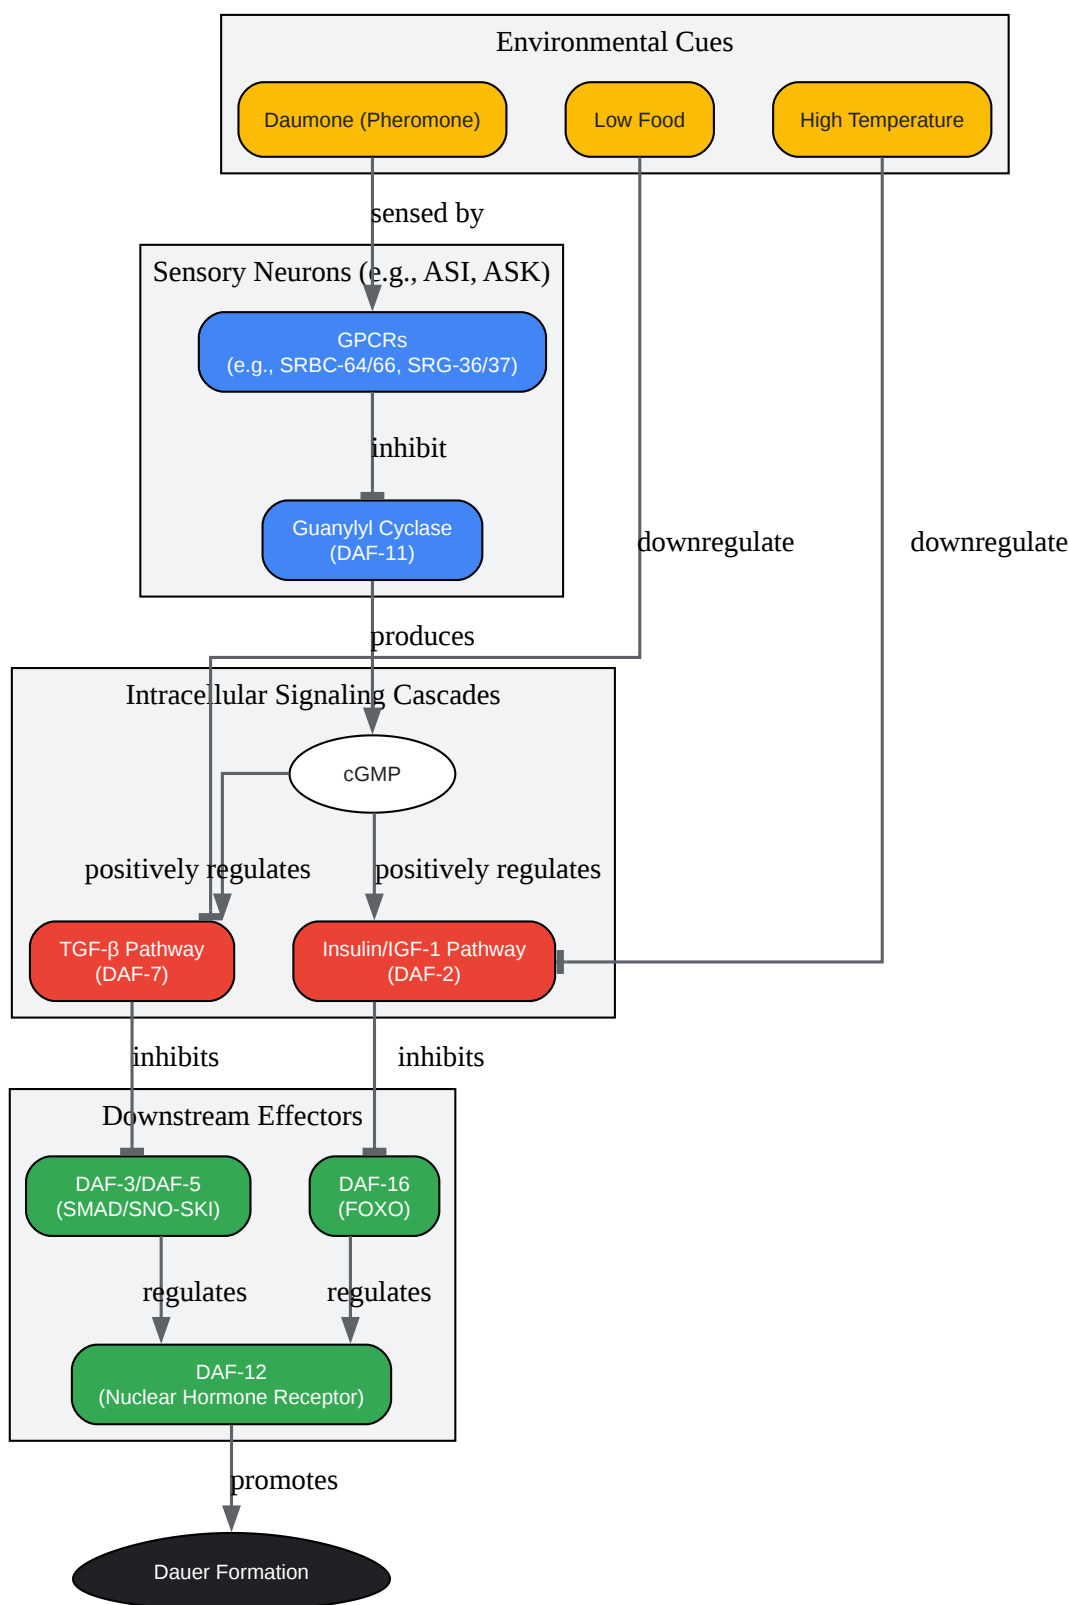 Environmental Cues
Daumone (Pheromone)
Low Food
High Temperature
sensed by
Sensory Neurons (e.g., ASI, ASK)
GPCRs
(e.g., SRBC-64/66, SRG-36/37)
inhibit
Guanylyl Cyclase
(DAF-11)
downregulate
downregulate
produces
Intracellular Signaling Cascades
cGMP
positively regulates
positively regulates
TGF-β Pathway
(DAF-7)
Insulin/IGF-1 Pathway
(DAF-2)
inhibits
inhibits
Downstream Effectors
DAF-3/DAF-5
(SMAD/SNO-SKI)
DAF-16
(FOXO)
regulates
regulates
DAF-12
(Nuclear Hormone Receptor)
promotes
Dauer Formation